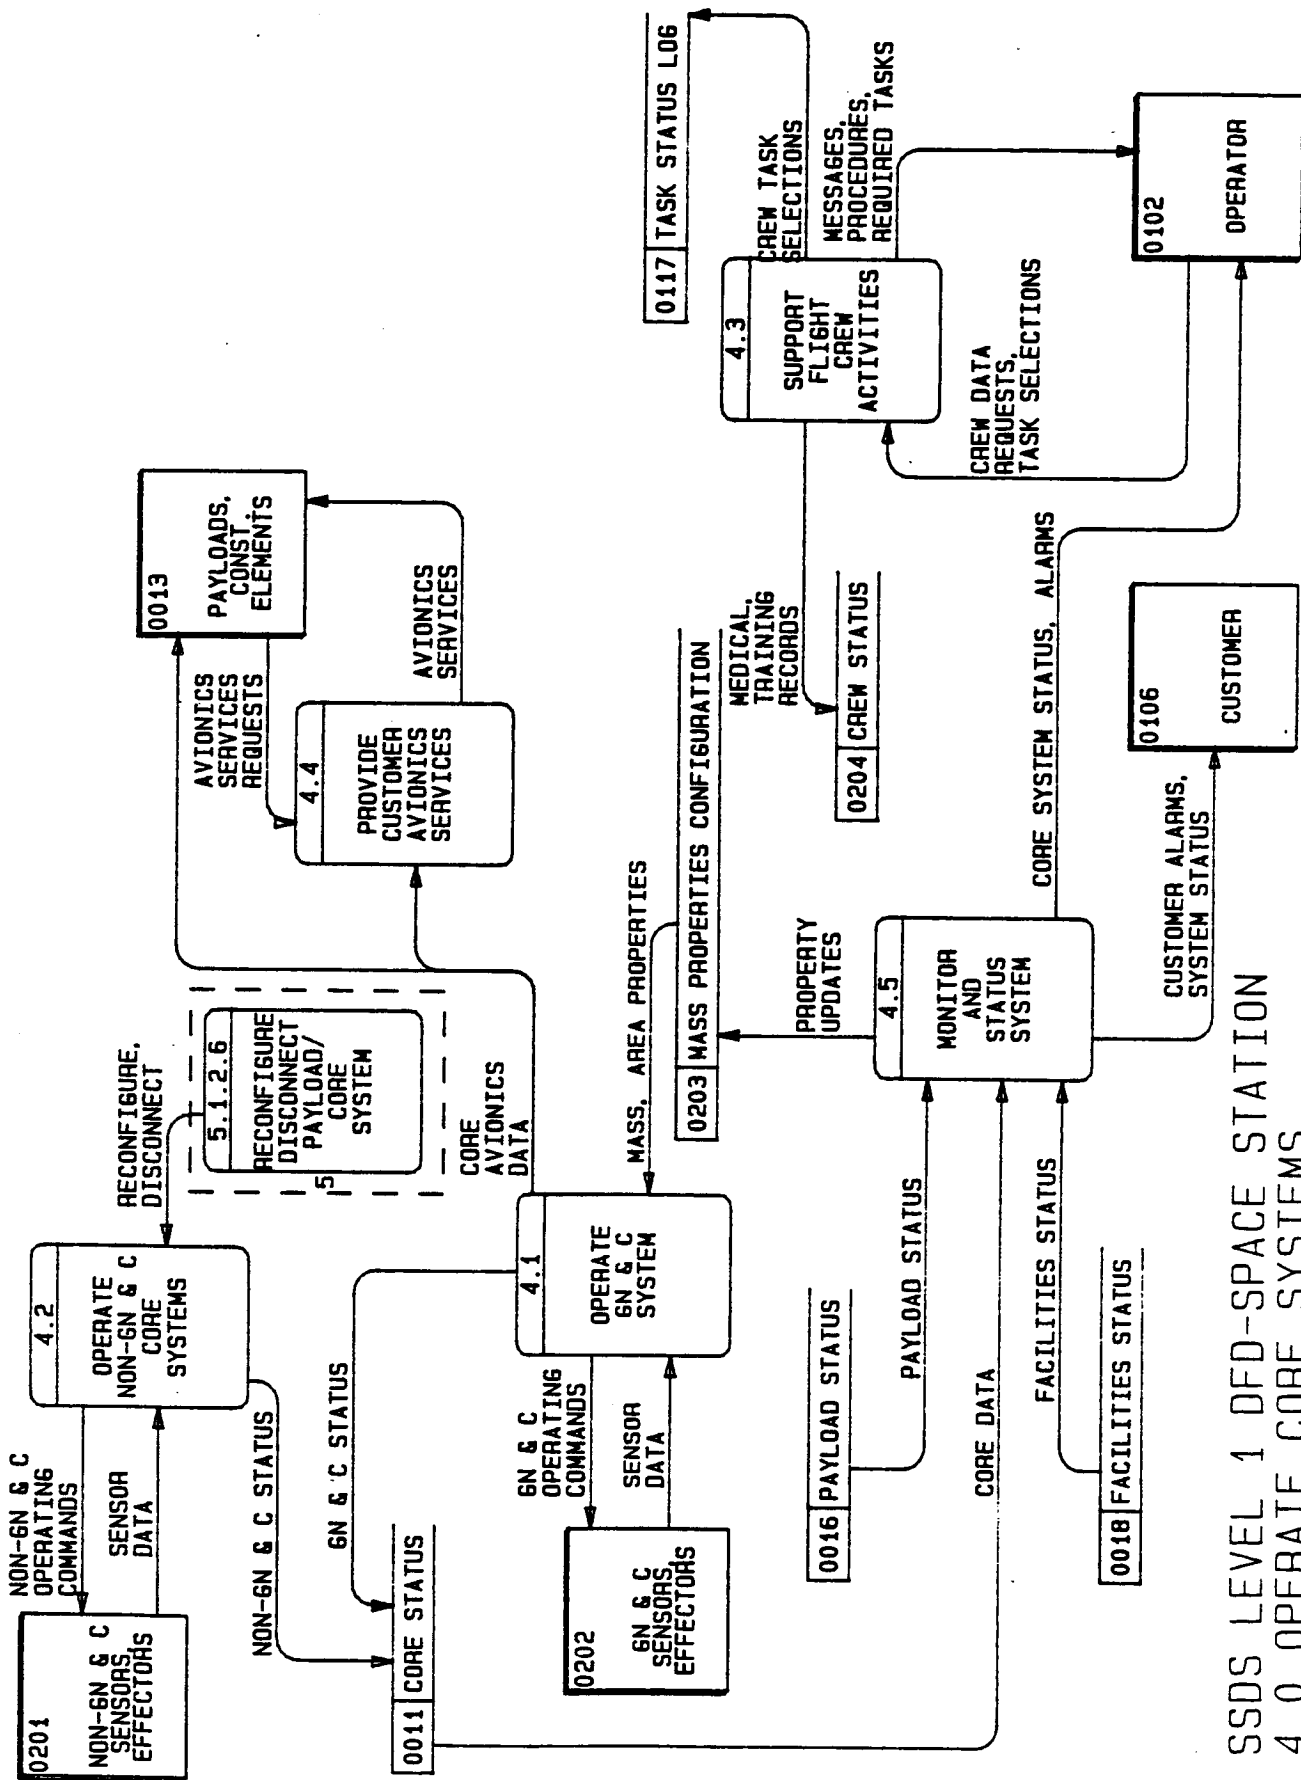 0201
NON-GN & C
SENSORS,
EFFECTORS
NON-GN & C
OPERATING
COMMANDS
SENSOR
DATA
4.2
OPERATE
NON-GN & C
CORE
SYSTEMS
RECONFIGURE,
DISCONNECT
5.1.2.6
RECONFIGURE
DISCONNECT
PAYLOAD/
CORE
SYSTEM
5
NON-GN & C STATUS
GN & C STATUS
0011 CORE STATUS
AVIONICS
SERVICES
REQUESTS
0013
PAYLOADS,
CONST.
ELEMENTS
4.4
PROVIDE
CUSTOMER
AVIONICS
SERVICES
AVIONICS
SERVICES
CORE
AVIONICS
DATA
4.1
OPERATE
GN & C
SYSTEM
GN & C
OPERATING
COMMANDS
SENSOR
DATA
0202
GN & C
SENSORS,
EFFECTORS
MASS, AREA PROPERTIES
0203 MASS PROPERTIES CONFIGURATION
PROPERTY
UPDATES
0117 TASK STATUS LOG
CREW TASK
SELECTIONS
4.3
SUPPORT
FLIGHT
CREW
ACTIVITIES
MESSAGES,
PROCEDURES,
REQUIRED TASKS
MEDICAL,
TRAINING
RECORDS
0204 CREW STATUS
CREW DATA
REQUESTS,
TASK SELECTIONS
0102
OPERATOR
0016 PAYLOAD STATUS
PAYLOAD STATUS
4.5
MONITOR
AND
STATUS
SYSTEM
CORE DATA
CORE SYSTEM STATUS, ALARMS
FACILITIES STATUS
0018 FACILITIES STATUS
CUSTOMER ALARMS,
SYSTEM STATUS
0106
CUSTOMER
SSDS LEVEL 1 DFD-SPACE STATION
4.0 OPERATE CORE SYSTEMS